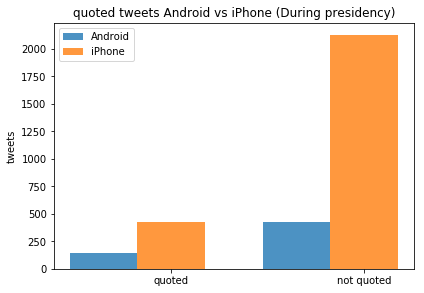 quoted tweets Android vs iPhone (During presidency)
Android
iPhone
tweets
2000
1750
1500
1250
1000
750
500
250
0
quoted
not quoted